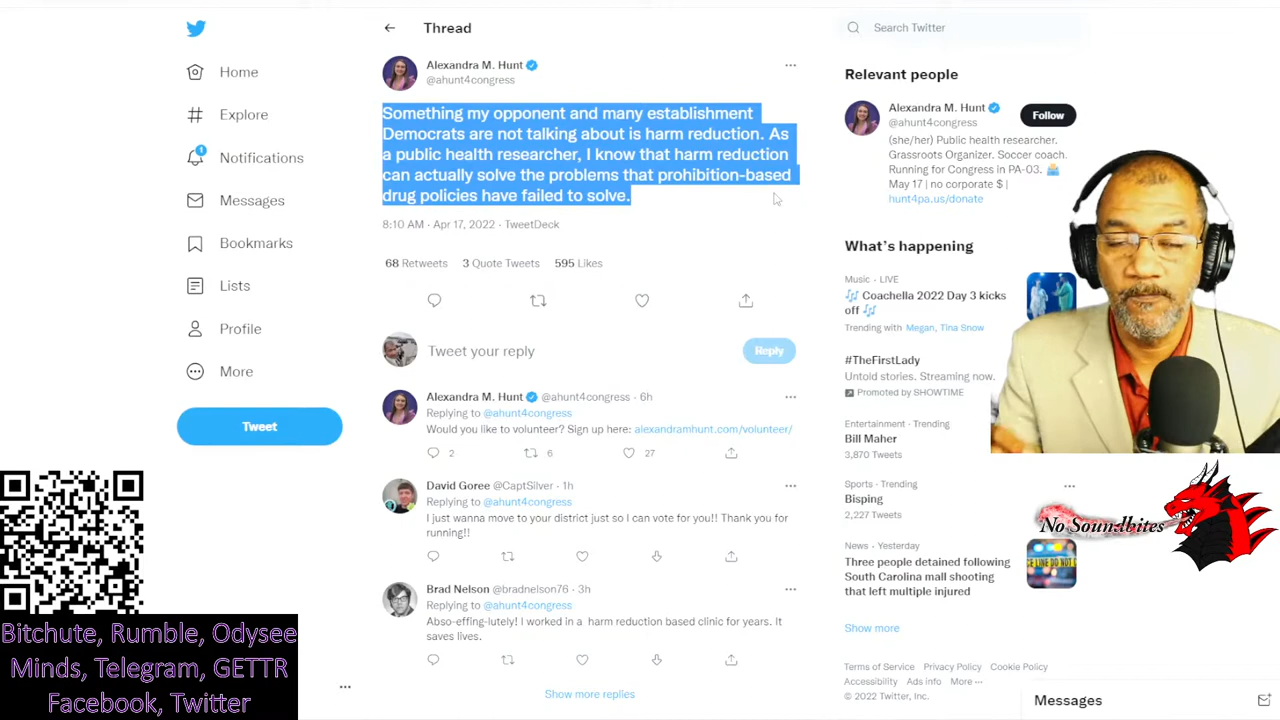 Home
Explore
1
Notifications
Messages
Bookmarks
Lists
Profile
More
Tweet
Thread
Alexandra M. Hunt
@ahunt4congress
Something my opponent and many establishment
Democrats are not talking about is harm reduction. As
a public health researcher, I know that harm reduction
can actually solve the problems that prohibition-based
drug policies have failed to solve.
8:10 AM · Apr 17, 2022 · TweetDeck
68 Retweets 3 Quote Tweets 595 Likes
Tweet your reply
Reply
Alexandra M. Hunt @ahunt4congress · 6h
Replying to @ahunt4congress
Would you like to volunteer? Sign up here: alexandramhunt.com/volunteer/
2 6 27
David Goree @CaptSilver · 1h
Replying to @ahunt4congress
I just wanna move to your district just so I can vote for you!! Thank you for
running!!
Brad Nelson @bradnelson76 · 3h
Replying to @ahunt4congress
Abso-effing-lutely! I worked in a harm reduction based clinic for years. It
saves lives.
Show more replies
Search Twitter
Relevant people
Alexandra M. Hunt
@ahunt4congress
Follow
(she/her) Public health researcher.
Grassroots Organizer. Soccer coach.
Running for Congress in PA-03. 🗳️
May 17 | no corporate $ |
hunt4pa.us/donate
What's happening
Music · LIVE
🎶 Coachella 2022 Day 3 kicks
off 🎶
Trending with Megan, Tina Snow
#TheFirstLady
Untold stories. Streaming now.
Promoted by SHOWTIME
Entertainment · Trending
Bill Maher
3,870 Tweets
Sports · Trending
Bisping
2,227 Tweets
News · Yesterday
Three people detained following
South Carolina mall shooting
that left multiple injured
Show more
Terms of Service Privacy Policy Cookie Policy
Accessibility Ads info More ···
© 2022 Twitter, Inc.
Messages
No Soundbites
Bitchute, Rumble, Odysee
Minds, Telegram, GETTR
Facebook, Twitter